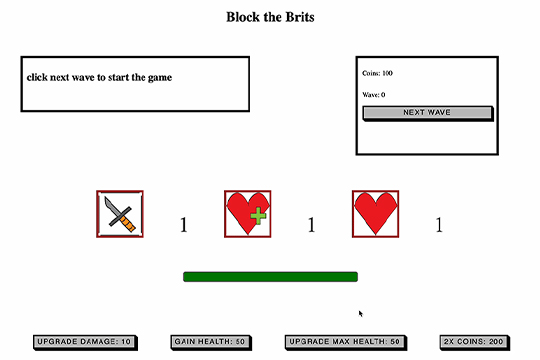 Block the Brits
click next wave to start the game
Coins: 100
Wave: 0
NEXT WAVE
1
1
1
UPGRADE DAMAGE: 10
GAIN HEALTH: 50
UPGRADE MAX HEALTH: 50
2X COINS: 200